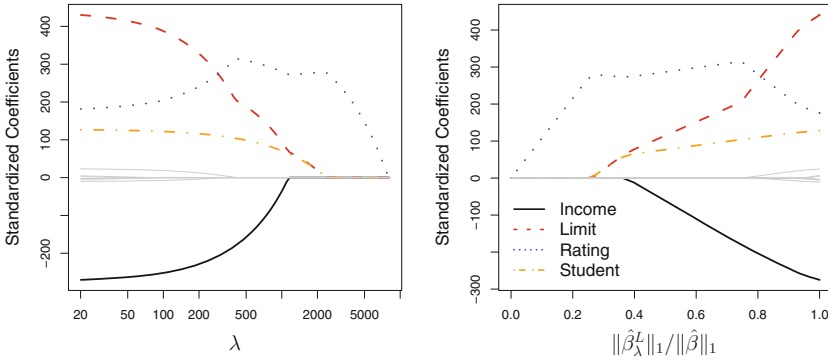 Standardized Coefficients
400
300
200
100
0
-200
20 50 100 200 500 2000 5000
λ
Standardized Coefficients
400
300
200
100
0
-100
-300
Income
Limit
Rating
Student
0.0 0.2 0.4 0.6 0.8 1.0
‖β̂λL‖1/‖β̂‖1